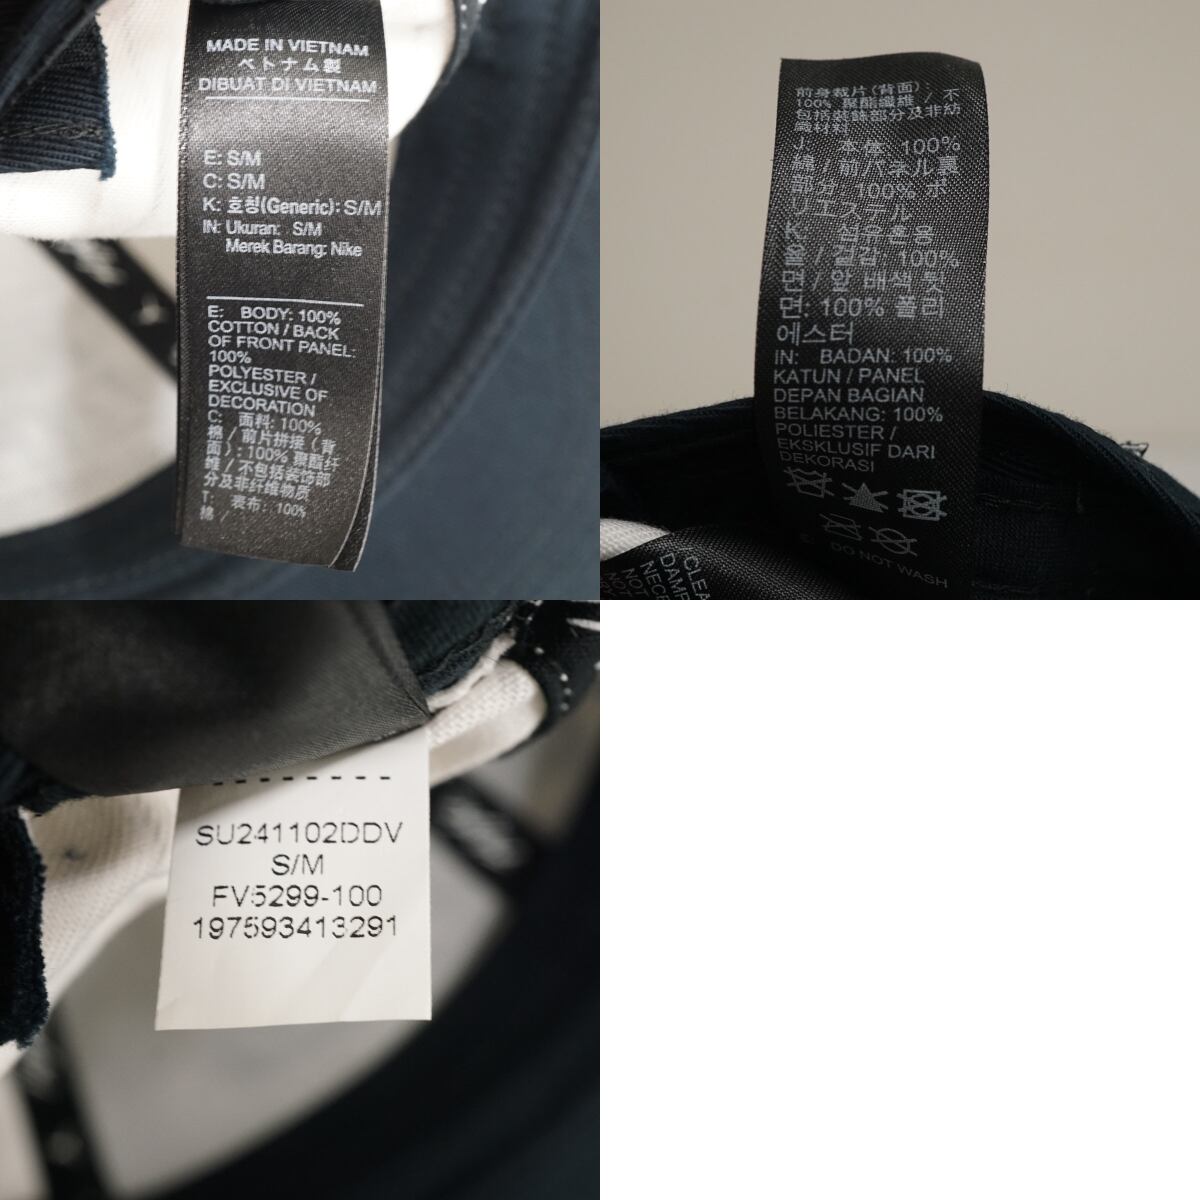 MADE IN VIETNAM
ベトナム製
DIBUAT DI VIETNAM
E: S/M
C: S/M
K: 호칭(Generic): S/M
IN: Ukuran: S/M
Merek Barang: Nike
E: BODY: 100%
COTTON / BACK
OF FRONT PANEL:
100%
POLYESTER /
EXCLUSIVE OF
DECORATION
C: 面料: 100%
棉 / 前片拼接 (背
面): 100% 聚酯纤
维 / 不包括装饰部
分及非纤维物质
T: 表布: 100%
棉 /
前身裁片 (背面)
100% 聚酯纖維 / 不
包括裝飾部分及非紡
織材料
J: 本体: 100%
綿 / 前パネル裏
部分: 100% ポ
リエステル
K: 섬유혼용
율 / 겉감: 100%
면 / 앞 배색 뒷
면: 100% 폴리
에스터
IN: BADAN: 100%
KATUN / PANEL
DEPAN BAGIAN
BELAKANG: 100%
POLIESTER /
EKSKLUSIF DARI
DEKORASI
DO NOT WASH
CLEA
DAMP
NECE
NOT
NOT
SU241102DDV
S/M
FV5299-100
197593413291